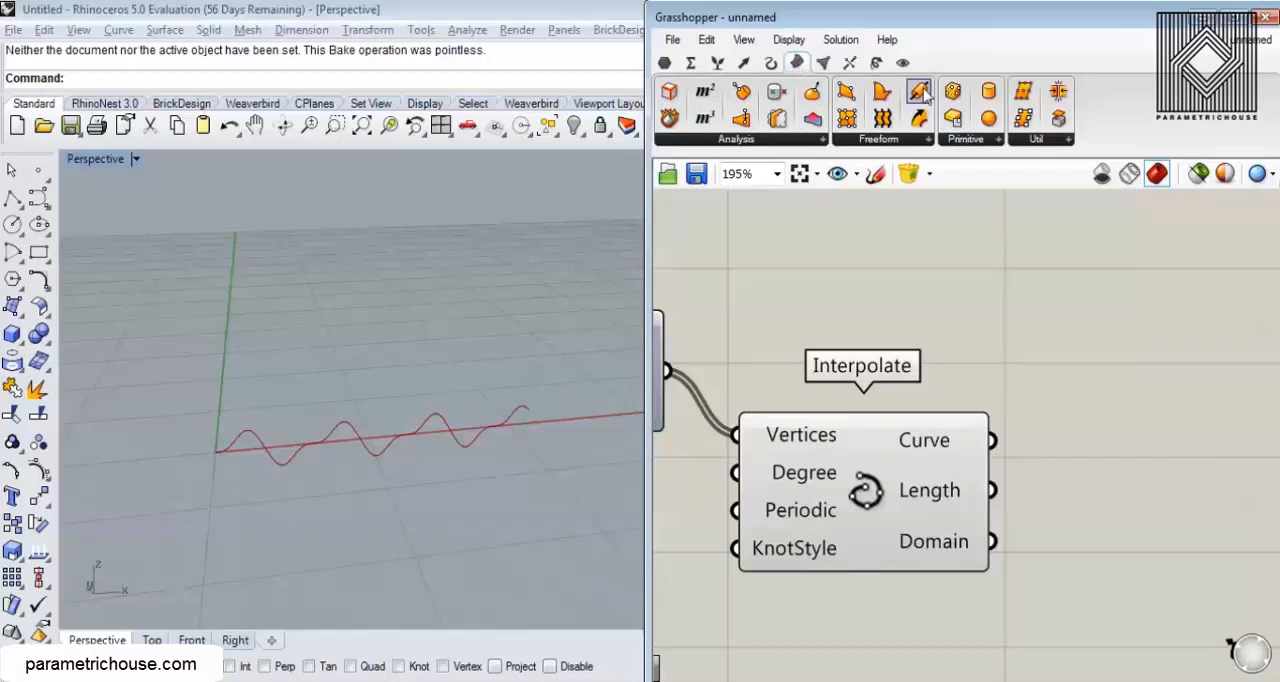 Untitled - Rhinoceros 5.0 Evaluation (56 Days Remaining) - [Perspective]
File Edit View Curve Surface Solid Mesh Dimension Transform Tools Analyze Render Panels BrickDesig
Neither the document nor the active object have been set. This Bake operation was pointless.
Command:
Standard RhinoNest 3.0 BrickDesign Weaverbird CPlanes Set View Display Select Weaverbird Viewport Layou
Perspective
z
y
x
Perspective Top Front Right
Int Perp Tan Quad Knot Vertex Project Disable
parametrichouse.com
Grasshopper - unnamed
File Edit View Display Solution Help
unnamed
PARAMETRICHOUSE
m²
m³
Analysis Freeform Primitive Util
195%
Interpolate
Vertices
Degree
Periodic
KnotStyle
Curve
Length
Domain